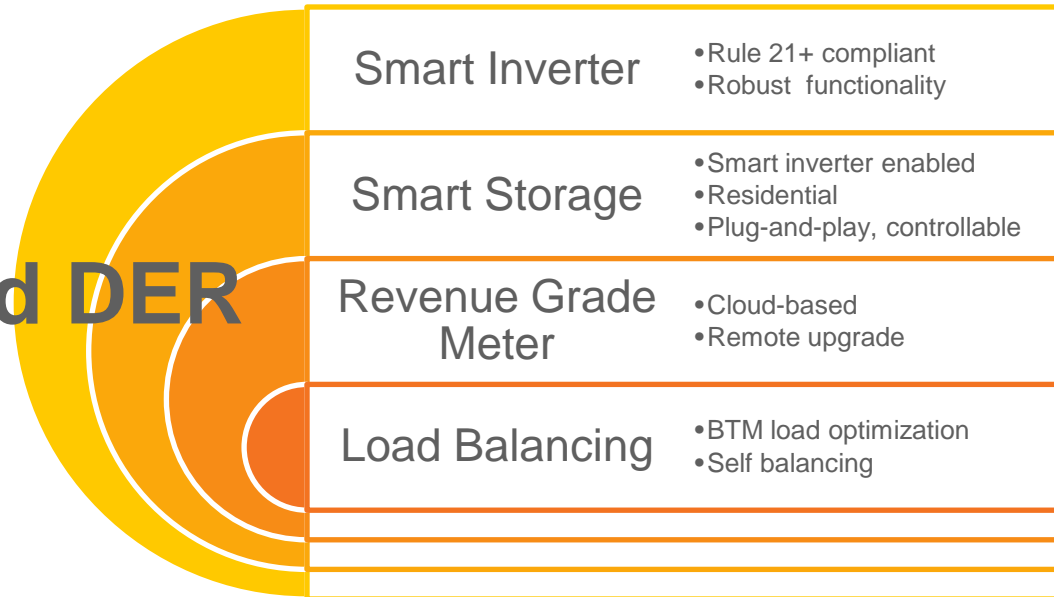 Smart Inverter
•Rule 21+ compliant
•Robust functionality
Smart Storage
•Smart inverter enabled
•Residential
•Plug-and-play, controllable
d DER
Revenue Grade
Meter
•Cloud-based
•Remote upgrade
Load Balancing
•BTM load optimization
•Self balancing